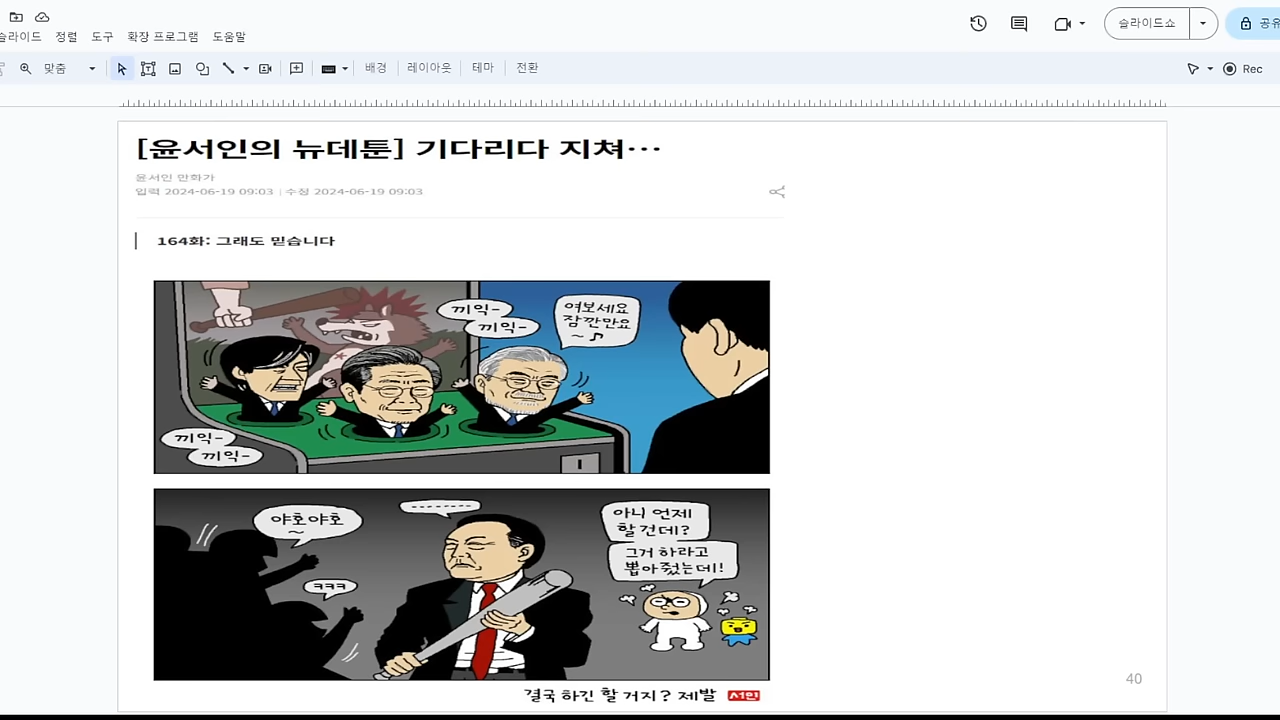 슬라이드 정렬 도구 확장 프로그램 도움말
슬라이드쇼
공유
맞춤
배경 레이아웃 테마 전환
Rec
[윤서인의 뉴데툰] 기다리다 지쳐…
윤서인 만화가
입력 2024-06-19 09:03 | 수정 2024-06-19 09:03
164화: 그래도 믿습니다
끼익-
끼익-
여보세요
잠깐만요
~♪
끼익-
끼익-
I
야호야호
~
---------
ㅋㅋㅋ
아니 언제
할건데?
그거 하라고
뽑아줬는데!
결국 하긴 할 거지? 제발 서인
40